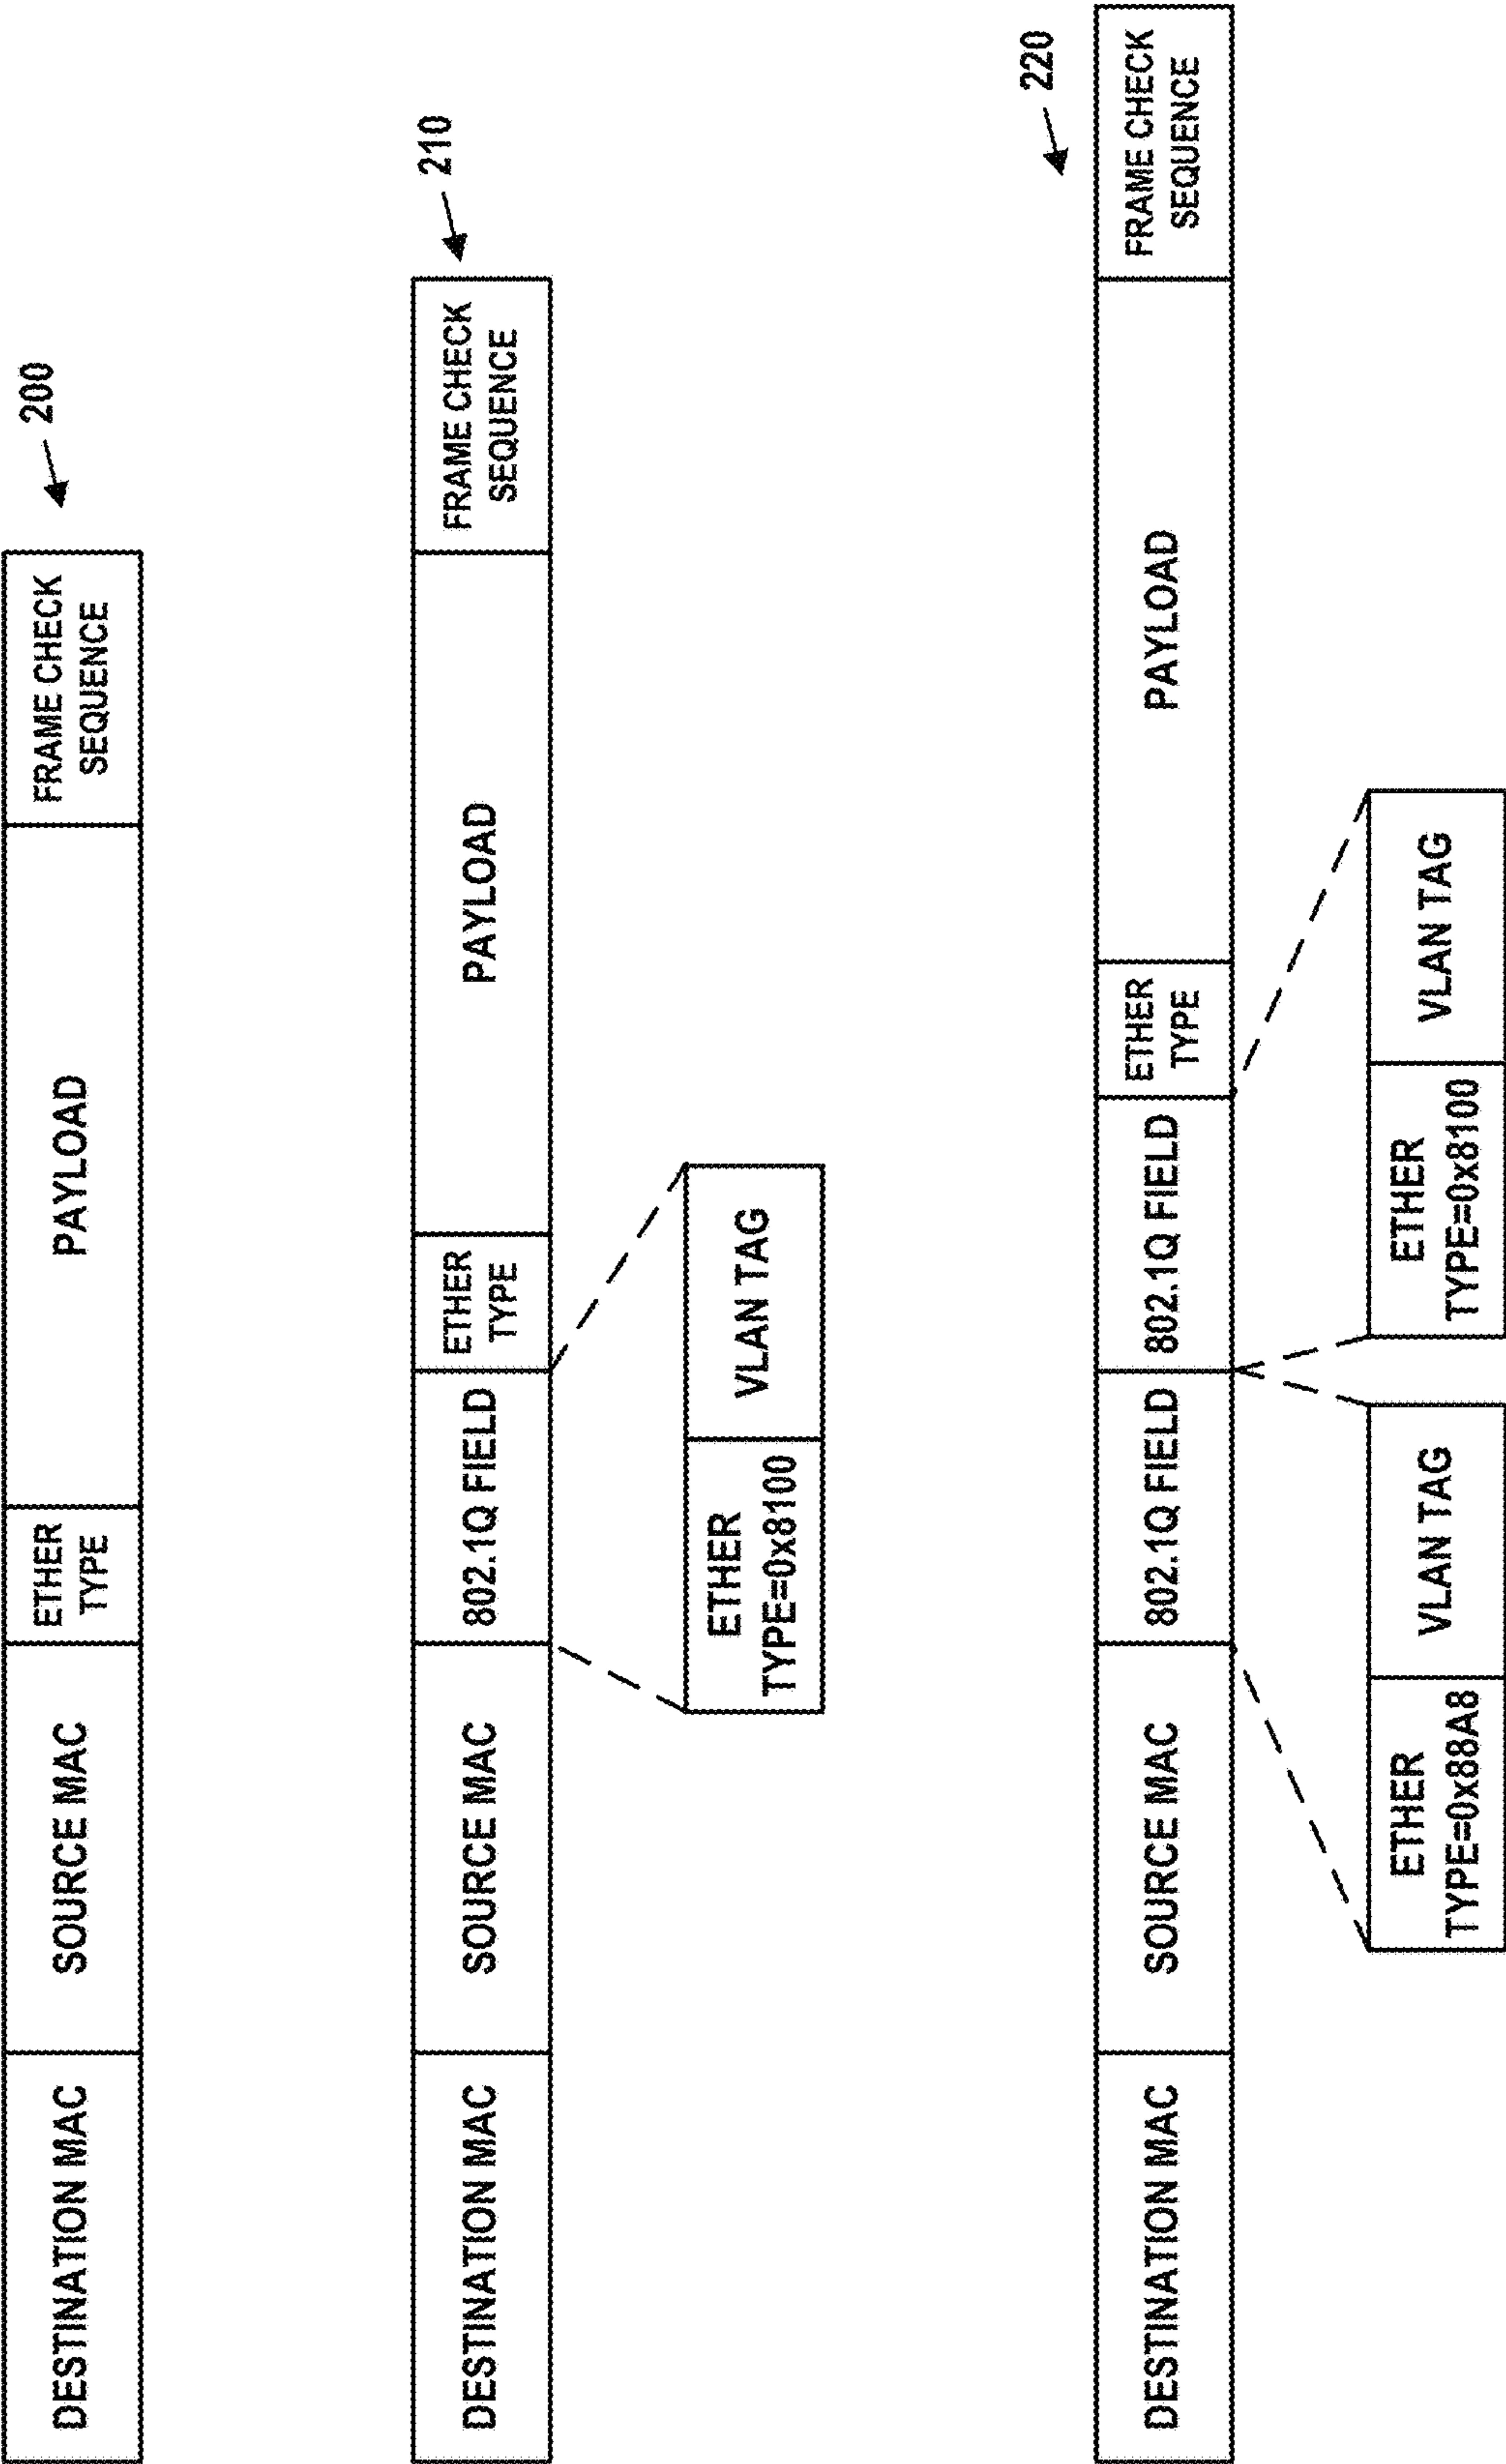 200
DESTINATION MAC
SOURCE MAC
ETHER
TYPE
PAYLOAD
FRAME CHECK
SEQUENCE
210
DESTINATION MAC
SOURCE MAC
802.1Q FIELD
ETHER
TYPE
PAYLOAD
FRAME CHECK
SEQUENCE
ETHER
TYPE=0x8100
VLAN TAG
220
DESTINATION MAC
SOURCE MAC
802.1Q FIELD
802.1Q FIELD
ETHER
TYPE
PAYLOAD
FRAME CHECK
SEQUENCE
ETHER
TYPE=0x88A8
VLAN TAG
ETHER
TYPE=0x8100
VLAN TAG